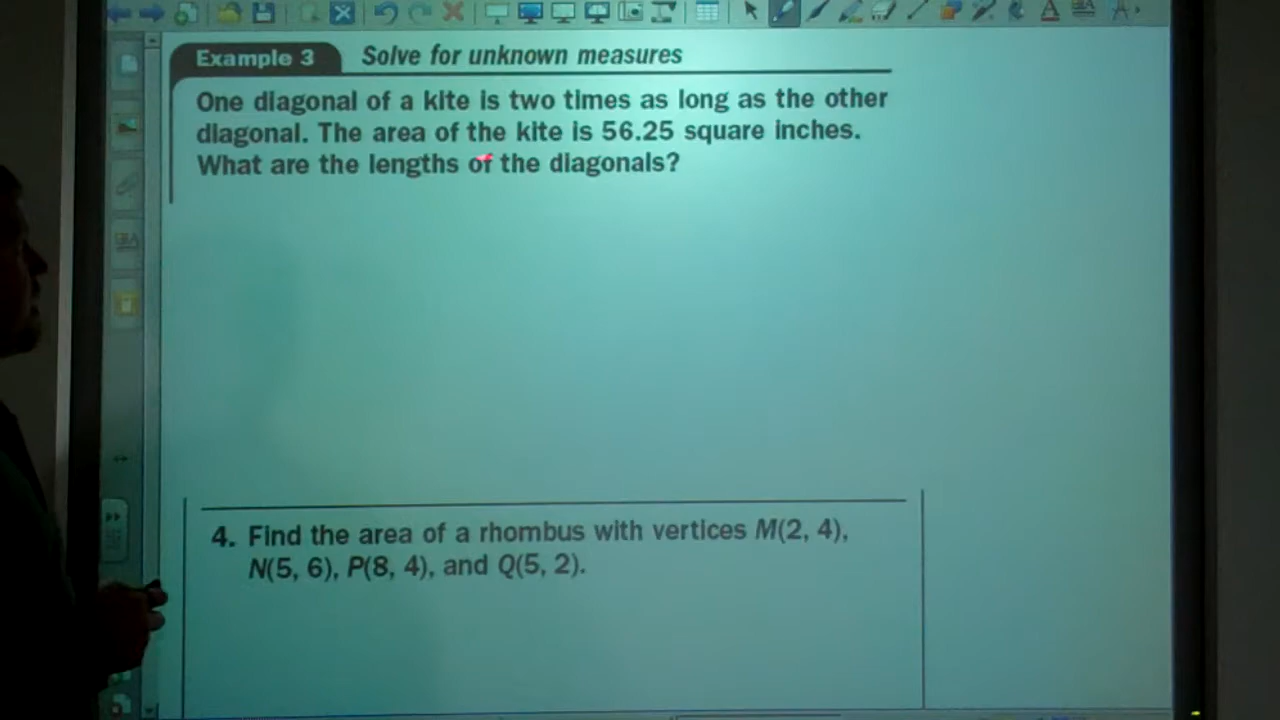 Example 3 Solve for unknown measures
One diagonal of a kite is two times as long as the other
diagonal. The area of the kite is 56.25 square inches.
What are the lengths of the diagonals?
4. Find the area of a rhombus with vertices M(2, 4),
N(5, 6), P(8, 4), and Q(5, 2).